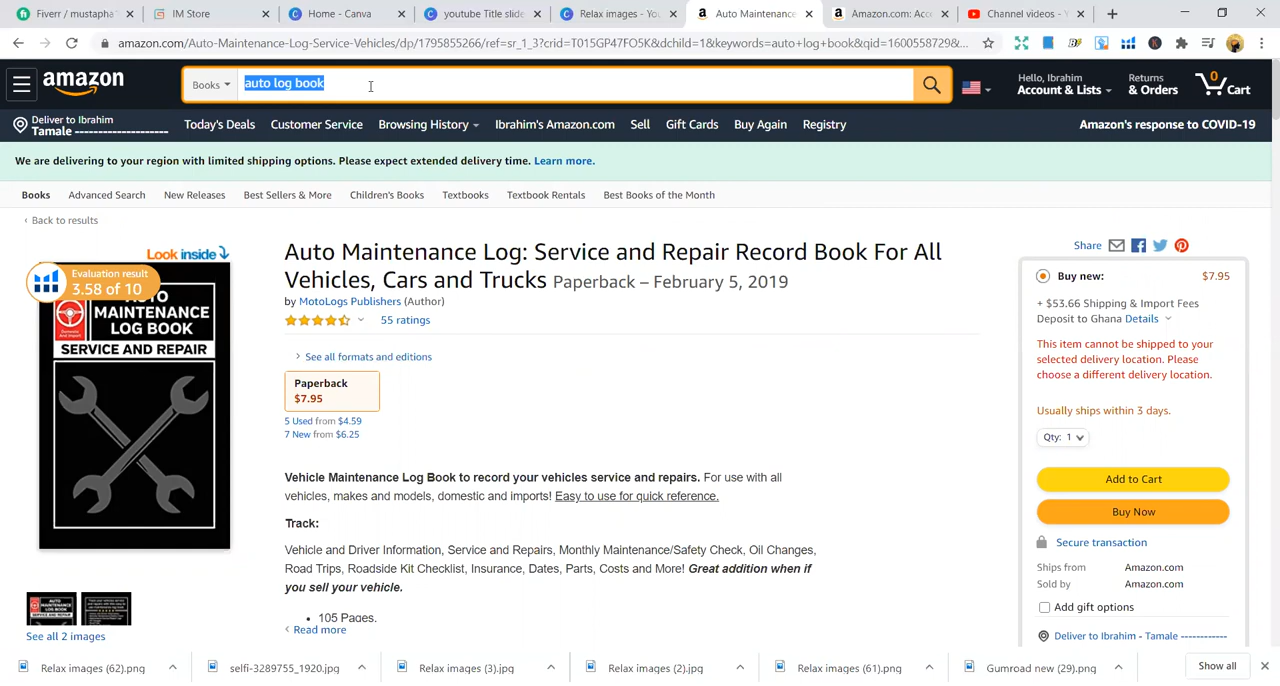 Fiverr / mustapha
IM Store
Home - Canva
youtube Title slide
Relax images - You
Auto Maintenance
Amazon.com: Acc
Channel videos - Y
amazon.com/Auto-Maintenance-Log-Service-Vehicles/dp/1795855266/ref=sr_1_3?crid=T015GP47FO5K&dchild=1&keywords=auto+log+book&qid=1600558729&...
amazon
Books
auto log book
Hello, Ibrahim
Account & Lists
Returns
& Orders
0
Cart
Deliver to Ibrahim
Tamale ------------------
Today's Deals
Customer Service
Browsing History
Ibrahim's Amazon.com
Sell
Gift Cards
Buy Again
Registry
Amazon's response to COVID-19
We are delivering to your region with limited shipping options. Please expect extended delivery time. Learn more.
Books
Advanced Search
New Releases
Best Sellers & More
Children's Books
Textbooks
Textbook Rentals
Best Books of the Month
‹ Back to results
Look inside
Evaluation result
3.58 of 10
MAINTENANCE
LOG BOOK
SERVICE AND REPAIR
Auto Maintenance Log: Service and Repair Record Book For All
Vehicles, Cars and Trucks Paperback – February 5, 2019
by MotoLogs Publishers (Author)
55 ratings
See all formats and editions
Paperback
$7.95
5 Used from $4.59
7 New from $6.25
Vehicle Maintenance Log Book to record your vehicles service and repairs. For use with all
vehicles, makes and models, domestic and imports! Easy to use for quick reference.
Track:
Vehicle and Driver Information, Service and Repairs, Monthly Maintenance/Safety Check, Oil Changes,
Road Trips, Roadside Kit Checklist, Insurance, Dates, Parts, Costs and More! Great addition when if
you sell your vehicle.
• 105 Pages.
Read more
See all 2 images
Share
Buy new:
$7.95
+ $53.66 Shipping & Import Fees
Deposit to Ghana Details
This item cannot be shipped to your
selected delivery location. Please
choose a different delivery location.
Usually ships within 3 days.
Qty: 1
Add to Cart
Buy Now
Secure transaction
Ships from
Amazon.com
Sold by
Amazon.com
Add gift options
Deliver to Ibrahim - Tamale -----------
Relax images (62).png
selfi-3289755_1920.jpg
Relax images (3).jpg
Relax images (2).jpg
Relax images (61).png
Gumroad new (29).png
Show all